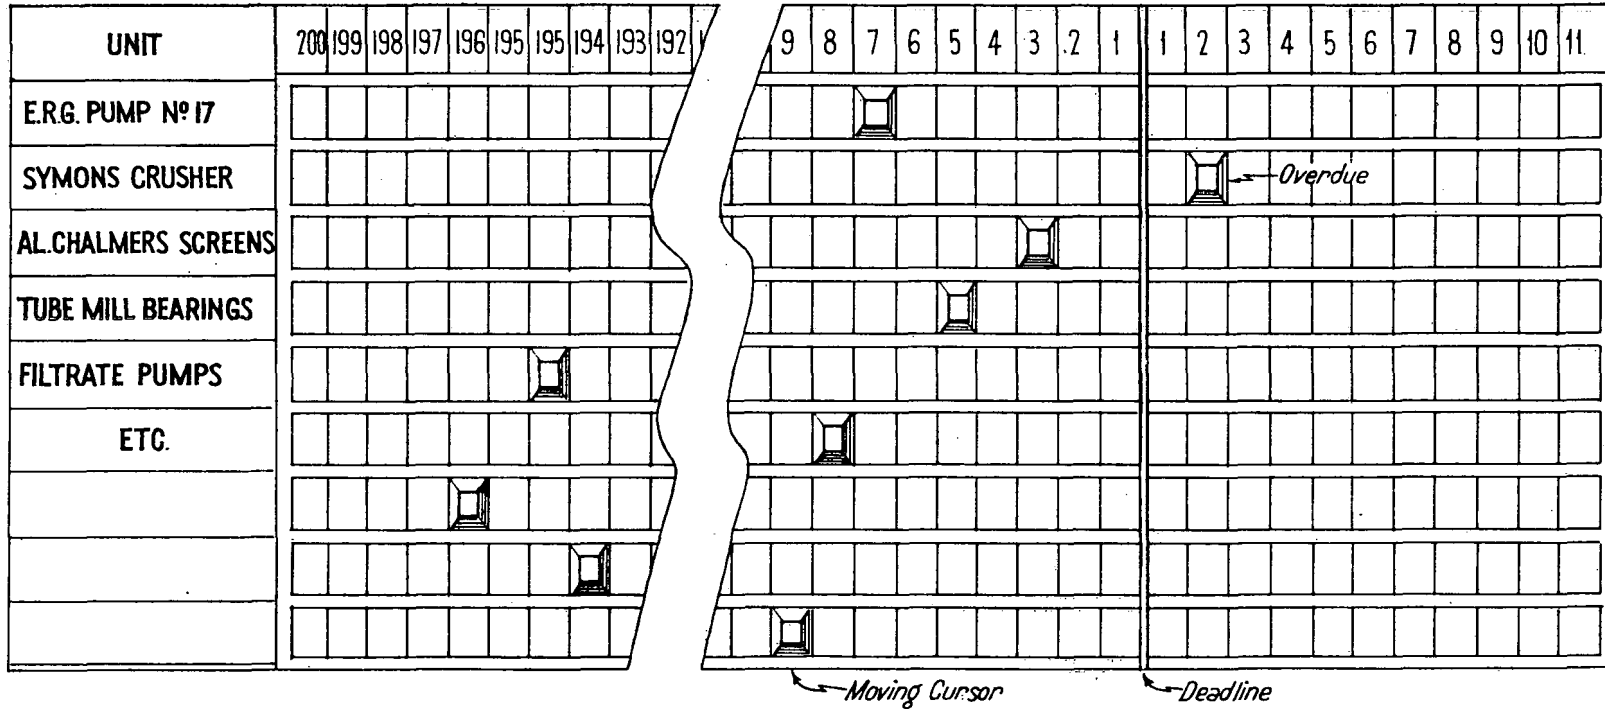 UNIT 200 199 198 197 196 195 195 194 193 192 9 8 7 6 5 4 3 2 1 1 2 3 4 5 6 7 8 9 10 11
E.R.G. PUMP Nº 17
SYMONS CRUSHER Overdue
AL.CHALMERS SCREENS
TUBE MILL BEARINGS
FILTRATE PUMPS
ETC.
Moving Cursor Deadline